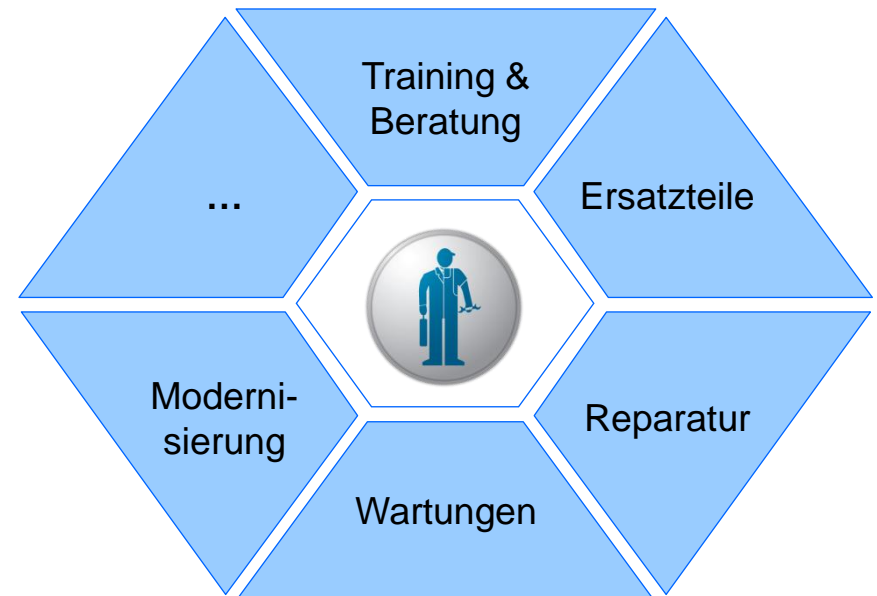 Training &
Beratung
Ersatzteile
...
Moderni-
sierung
Reparatur
Wartungen